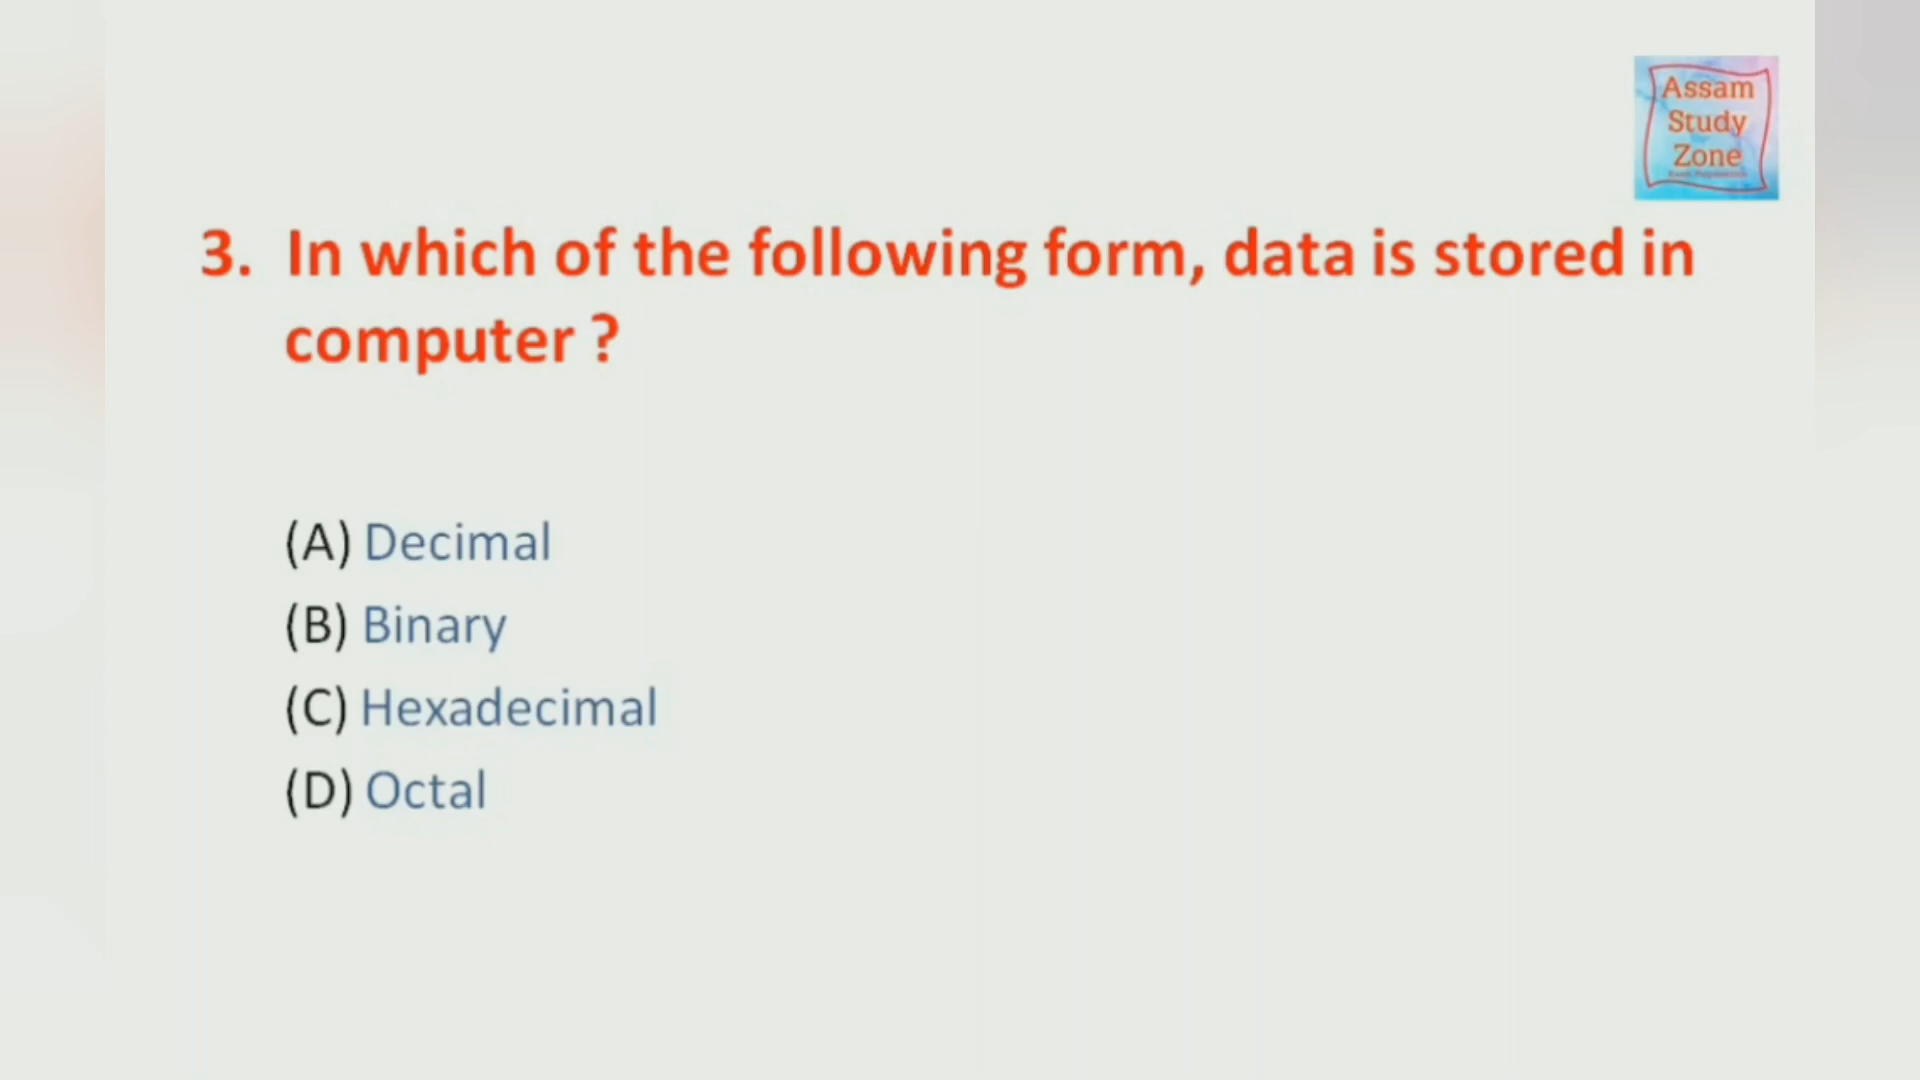 Assam
Study
Zone
3. In which of the following form, data is stored in
computer ?
(A) Decimal
(B) Binary
(C) Hexadecimal
(D) Octal